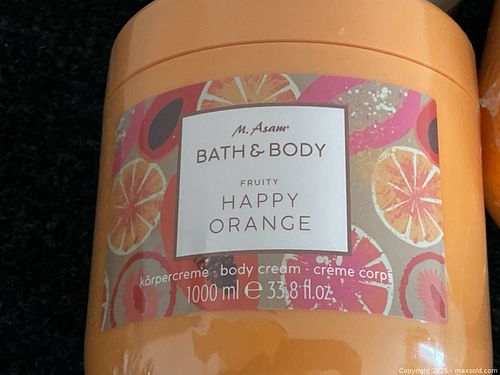 M. Asam®
BATH & BODY
FRUITY
HAPPY
ORANGE
körpercreme · body cream · crème corps
1000 ml ℮ 33.8 fl.oz.
Copyright 2025 - maxsold.com